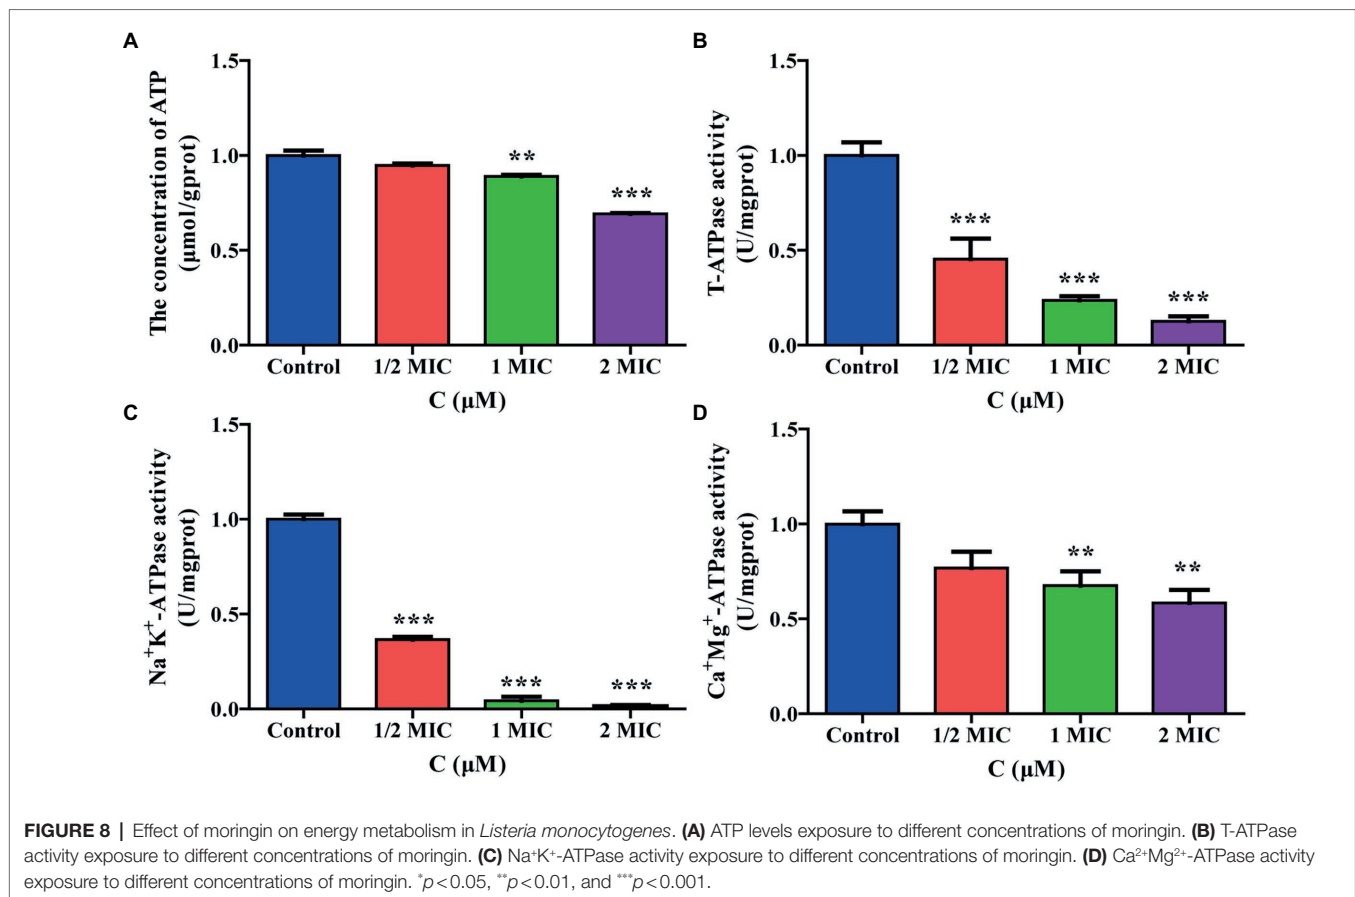 A
The concentration of ATP
(μmol/gprot)
1.5
1.0
0.5
0.0
**
***
Control 1/2 MIC 1 MIC 2 MIC
C (μM)
B
T-ATPase activity
(U/mgprot)
1.5
1.0
0.5
0.0
***
***
***
Control 1/2 MIC 1 MIC 2 MIC
C (μM)
C
Na⁺K⁺-ATPase activity
(U/mgprot)
1.5
1.0
0.5
0.0
***
***
***
Control 1/2 MIC 1 MIC 2 MIC
C (μM)
D
Ca⁺Mg⁺-ATPase activity
(U/mgprot)
1.5
1.0
0.5
0.0
**
**
Control 1/2 MIC 1 MIC 2 MIC
C (μM)
FIGURE 8 | Effect of moringin on energy metabolism in Listeria monocytogenes. (A) ATP levels exposure to different concentrations of moringin. (B) T-ATPase
activity exposure to different concentrations of moringin. (C) Na⁺K⁺-ATPase activity exposure to different concentrations of moringin. (D) Ca²⁺Mg²⁺-ATPase activity
exposure to different concentrations of moringin. *p<0.05, **p<0.01, and ***p<0.001.